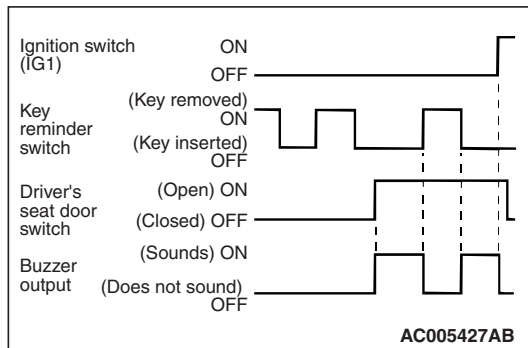 Ignition switch ON
(IG1)
OFF
(Key removed)
Key ON
reminder
switch (Key inserted)
OFF
Driver's (Open) ON
seat door
switch (Closed) OFF
(Sounds) ON
Buzzer
output (Does not sound)
OFF
AC005427AB